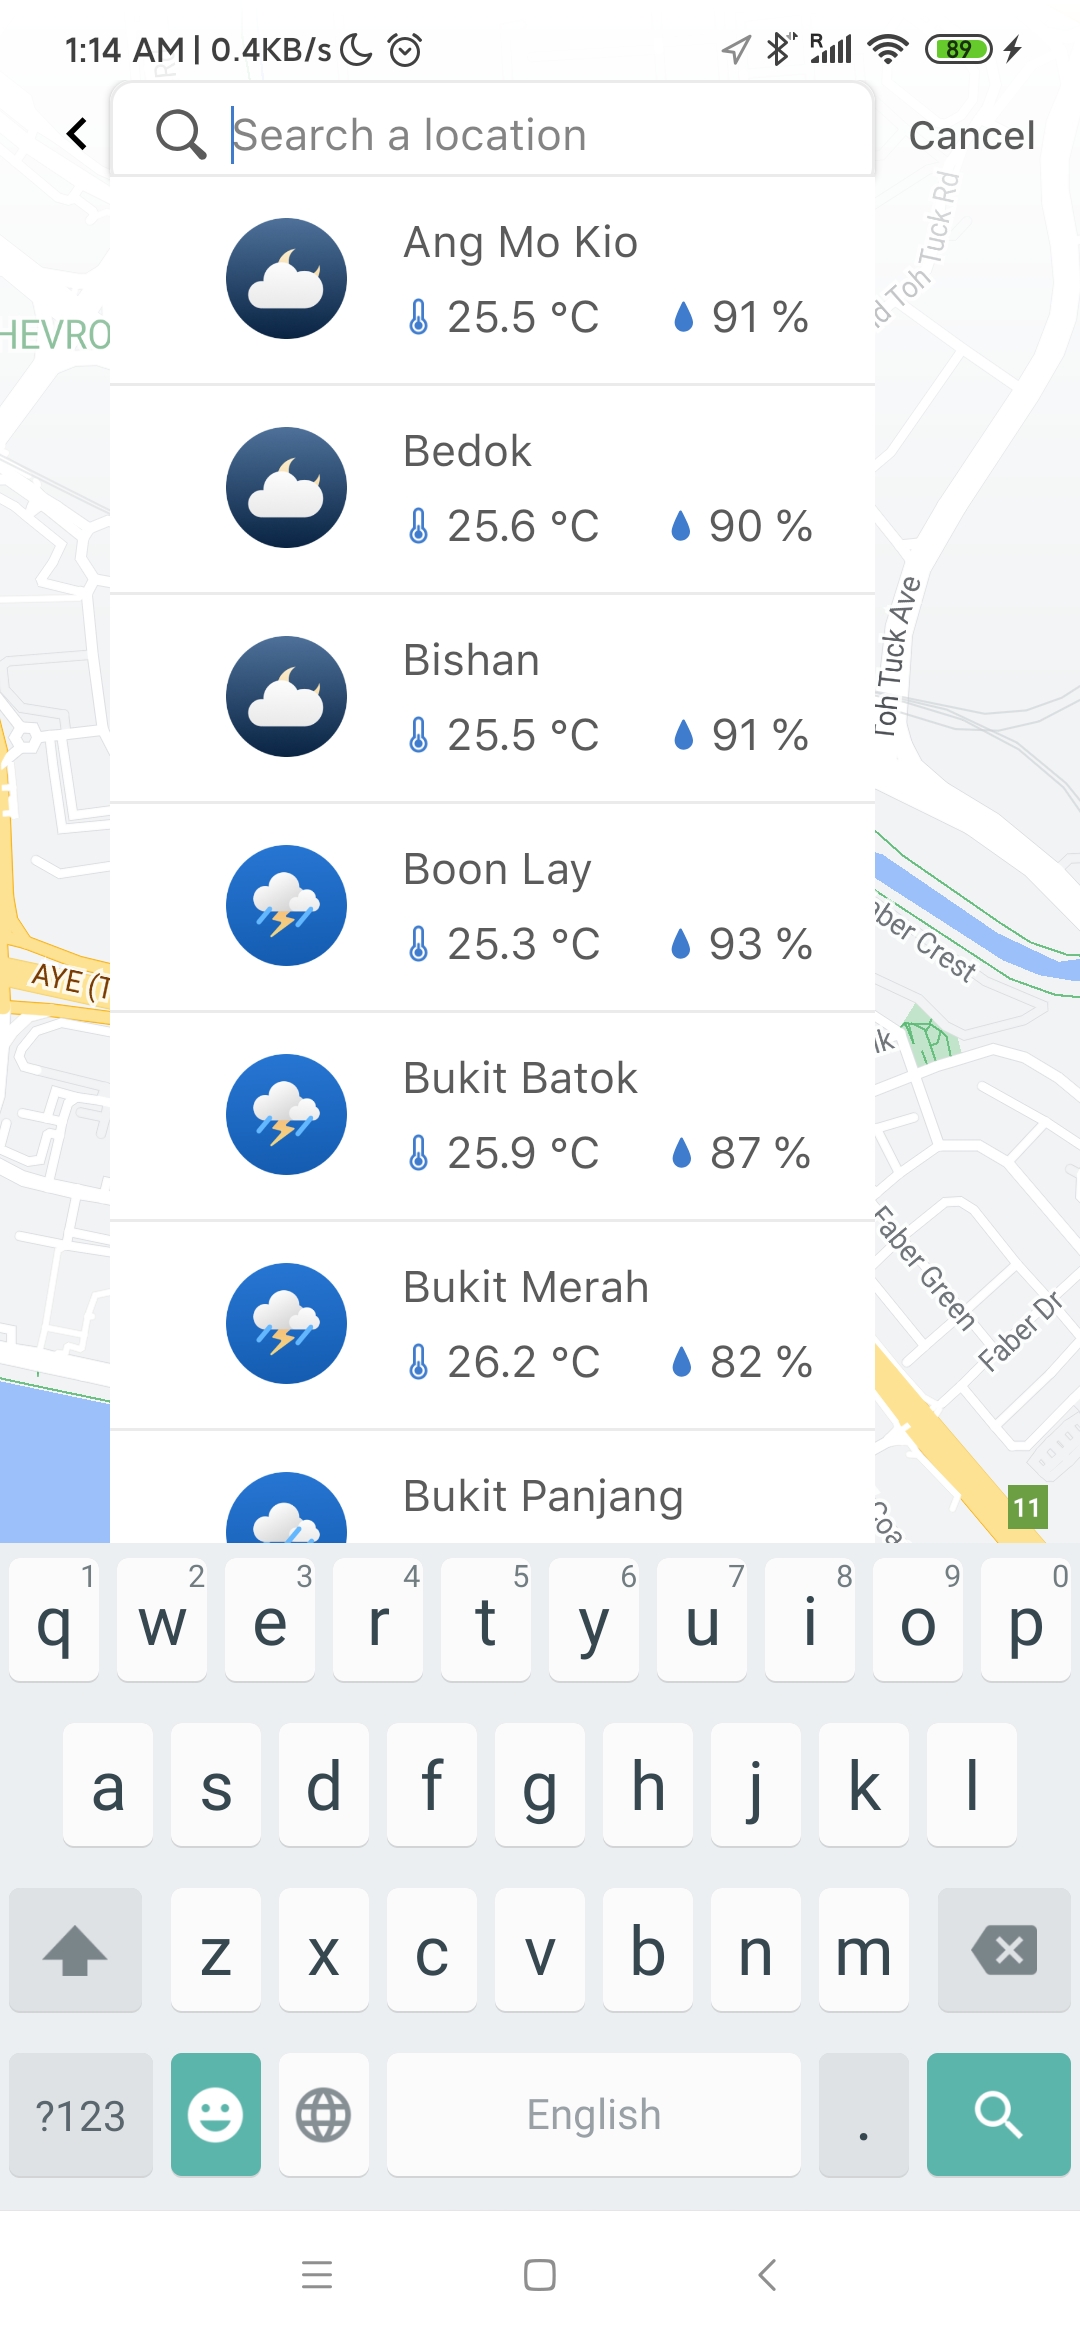 1:14 AM | 0.4KB/s
R
89
Search a location
Cancel
Ang Mo Kio
25.5 °C 91 %
Bedok
25.6 °C 90 %
Bishan
25.5 °C 91 %
Boon Lay
25.3 °C 93 %
Bukit Batok
25.9 °C 87 %
Bukit Merah
26.2 °C 82 %
Bukit Panjang
HEVRO
Toh Tuck Rd
Toh Tuck Ave
AYE (T
aber Crest
Faber Green
Faber Dr
Coa
11
1 2 3 4 5 6 7 8 9 0
q w e r t y u i o p
a s d f g h j k l
z x c v b n m
?123 English .